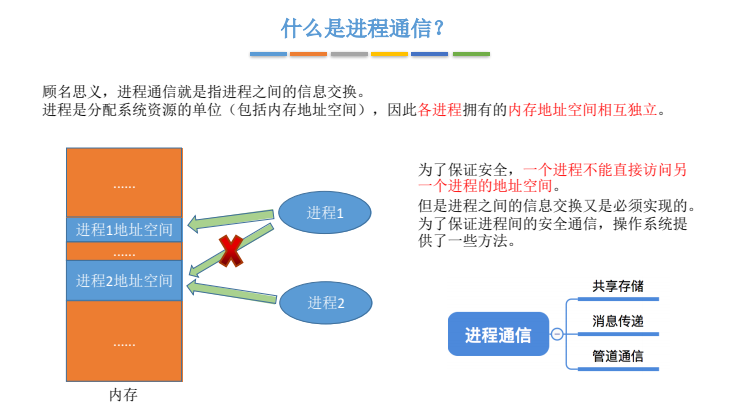 什么是进程通信？
顾名思义，进程通信就是指进程之间的信息交换。
进程是分配系统资源的单位（包括内存地址空间），因此各进程拥有的内存地址空间相互独立。
……
进程1地址空间
……
进程2地址空间
……
内存
进程1
进程2
为了保证安全，一个进程不能直接访问另
一个进程的地址空间。
但是进程之间的信息交换又是必须实现的。
为了保证进程间的安全通信，操作系统提
供了一些方法。
进程通信
共享存储
消息传递
管道通信